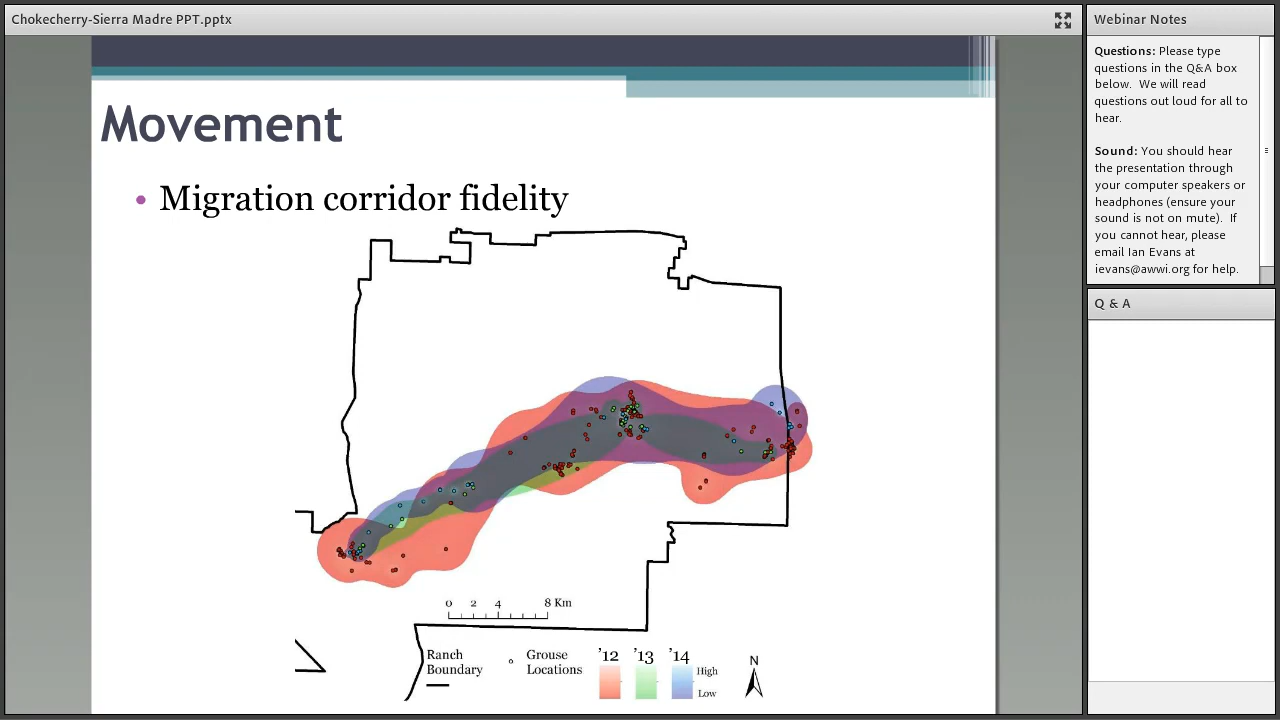 Chokecherry-Sierra Madre PPT.pptx
Movement
• Migration corridor fidelity
0 2 4 8 Km
Ranch
Boundary
Grouse
Locations
'12 '13 '14
High
Low
N
Webinar Notes
Questions: Please type
questions in the Q&A box
below. We will read
questions out loud for all to
hear.
Sound: You should hear
the presentation through
your computer speakers or
headphones (ensure your
sound is not on mute). If
you cannot hear, please
email Ian Evans at
ievans@awwi.org for help.
Q & A